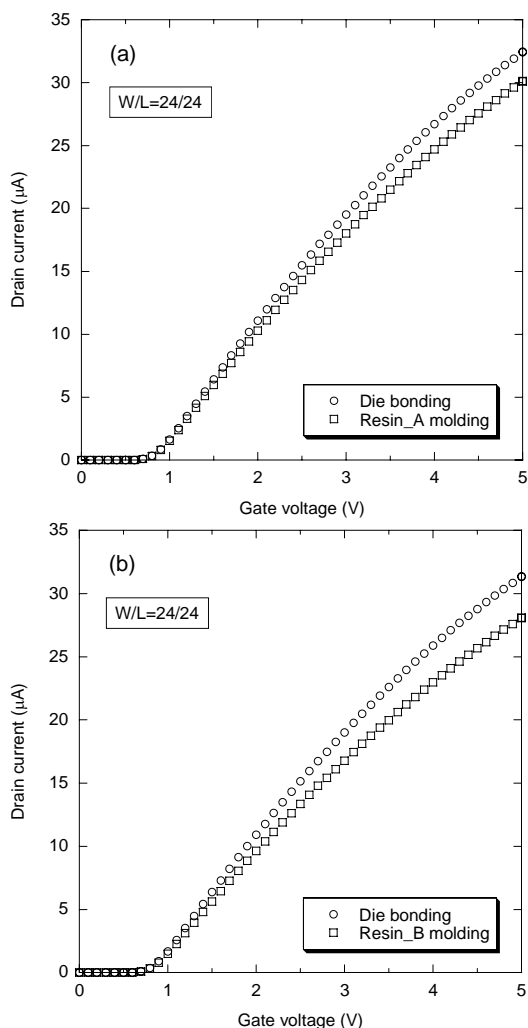 35
(a)
30
W/L=24/24
25
20
15
10
5
0
Drain current (μA)
Die bonding
Resin_A molding
0 1 2 3 4 5
Gate voltage (V)
35
(b)
30
W/L=24/24
25
20
15
10
5
0
Drain current (μA)
Die bonding
Resin_B molding
0 1 2 3 4 5
Gate voltage (V)